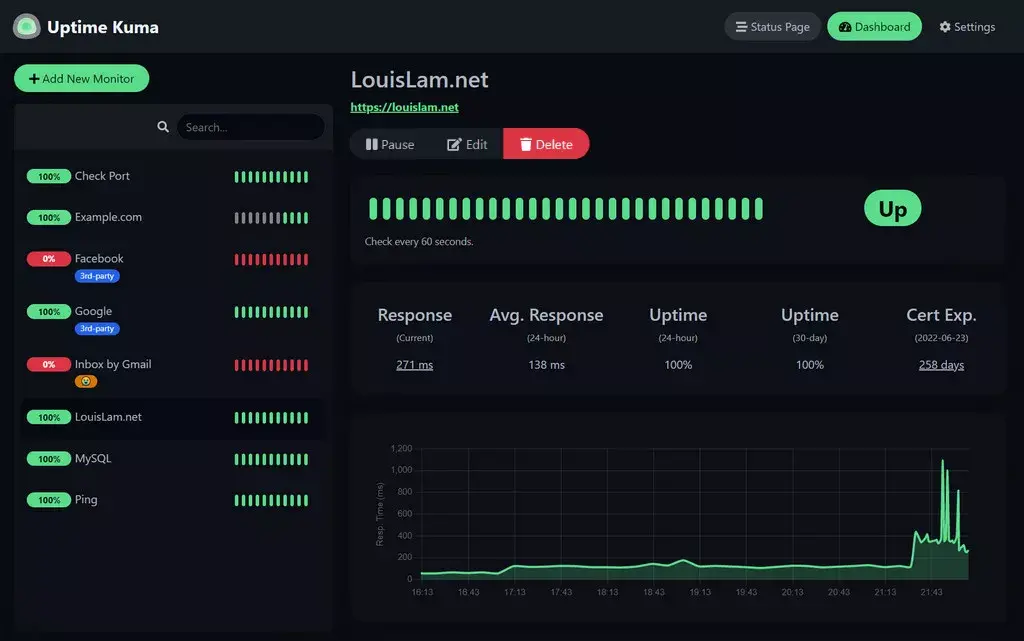 Uptime Kuma
Status Page
Dashboard
Settings
Add New Monitor
Search...
100% Check Port
100% Example.com
0% Facebook
3rd-party
100% Google
3rd-party
0% Inbox by Gmail
100% LouisLam.net
100% MySQL
100% Ping
LouisLam.net
https://louislam.net
Pause Edit Delete
Up
Check every 60 seconds.
Response Avg. Response Uptime Uptime Cert Exp.
(Current) (24-hour) (24-hour) (30-day) (2022-06-23)
271 ms 138 ms 100% 100% 258 days
Resp. Time (ms)
1,200
1,000
800
600
400
200
0
16:13 16:43 17:13 17:43 18:13 18:43 19:13 19:43 20:13 20:43 21:13 21:43